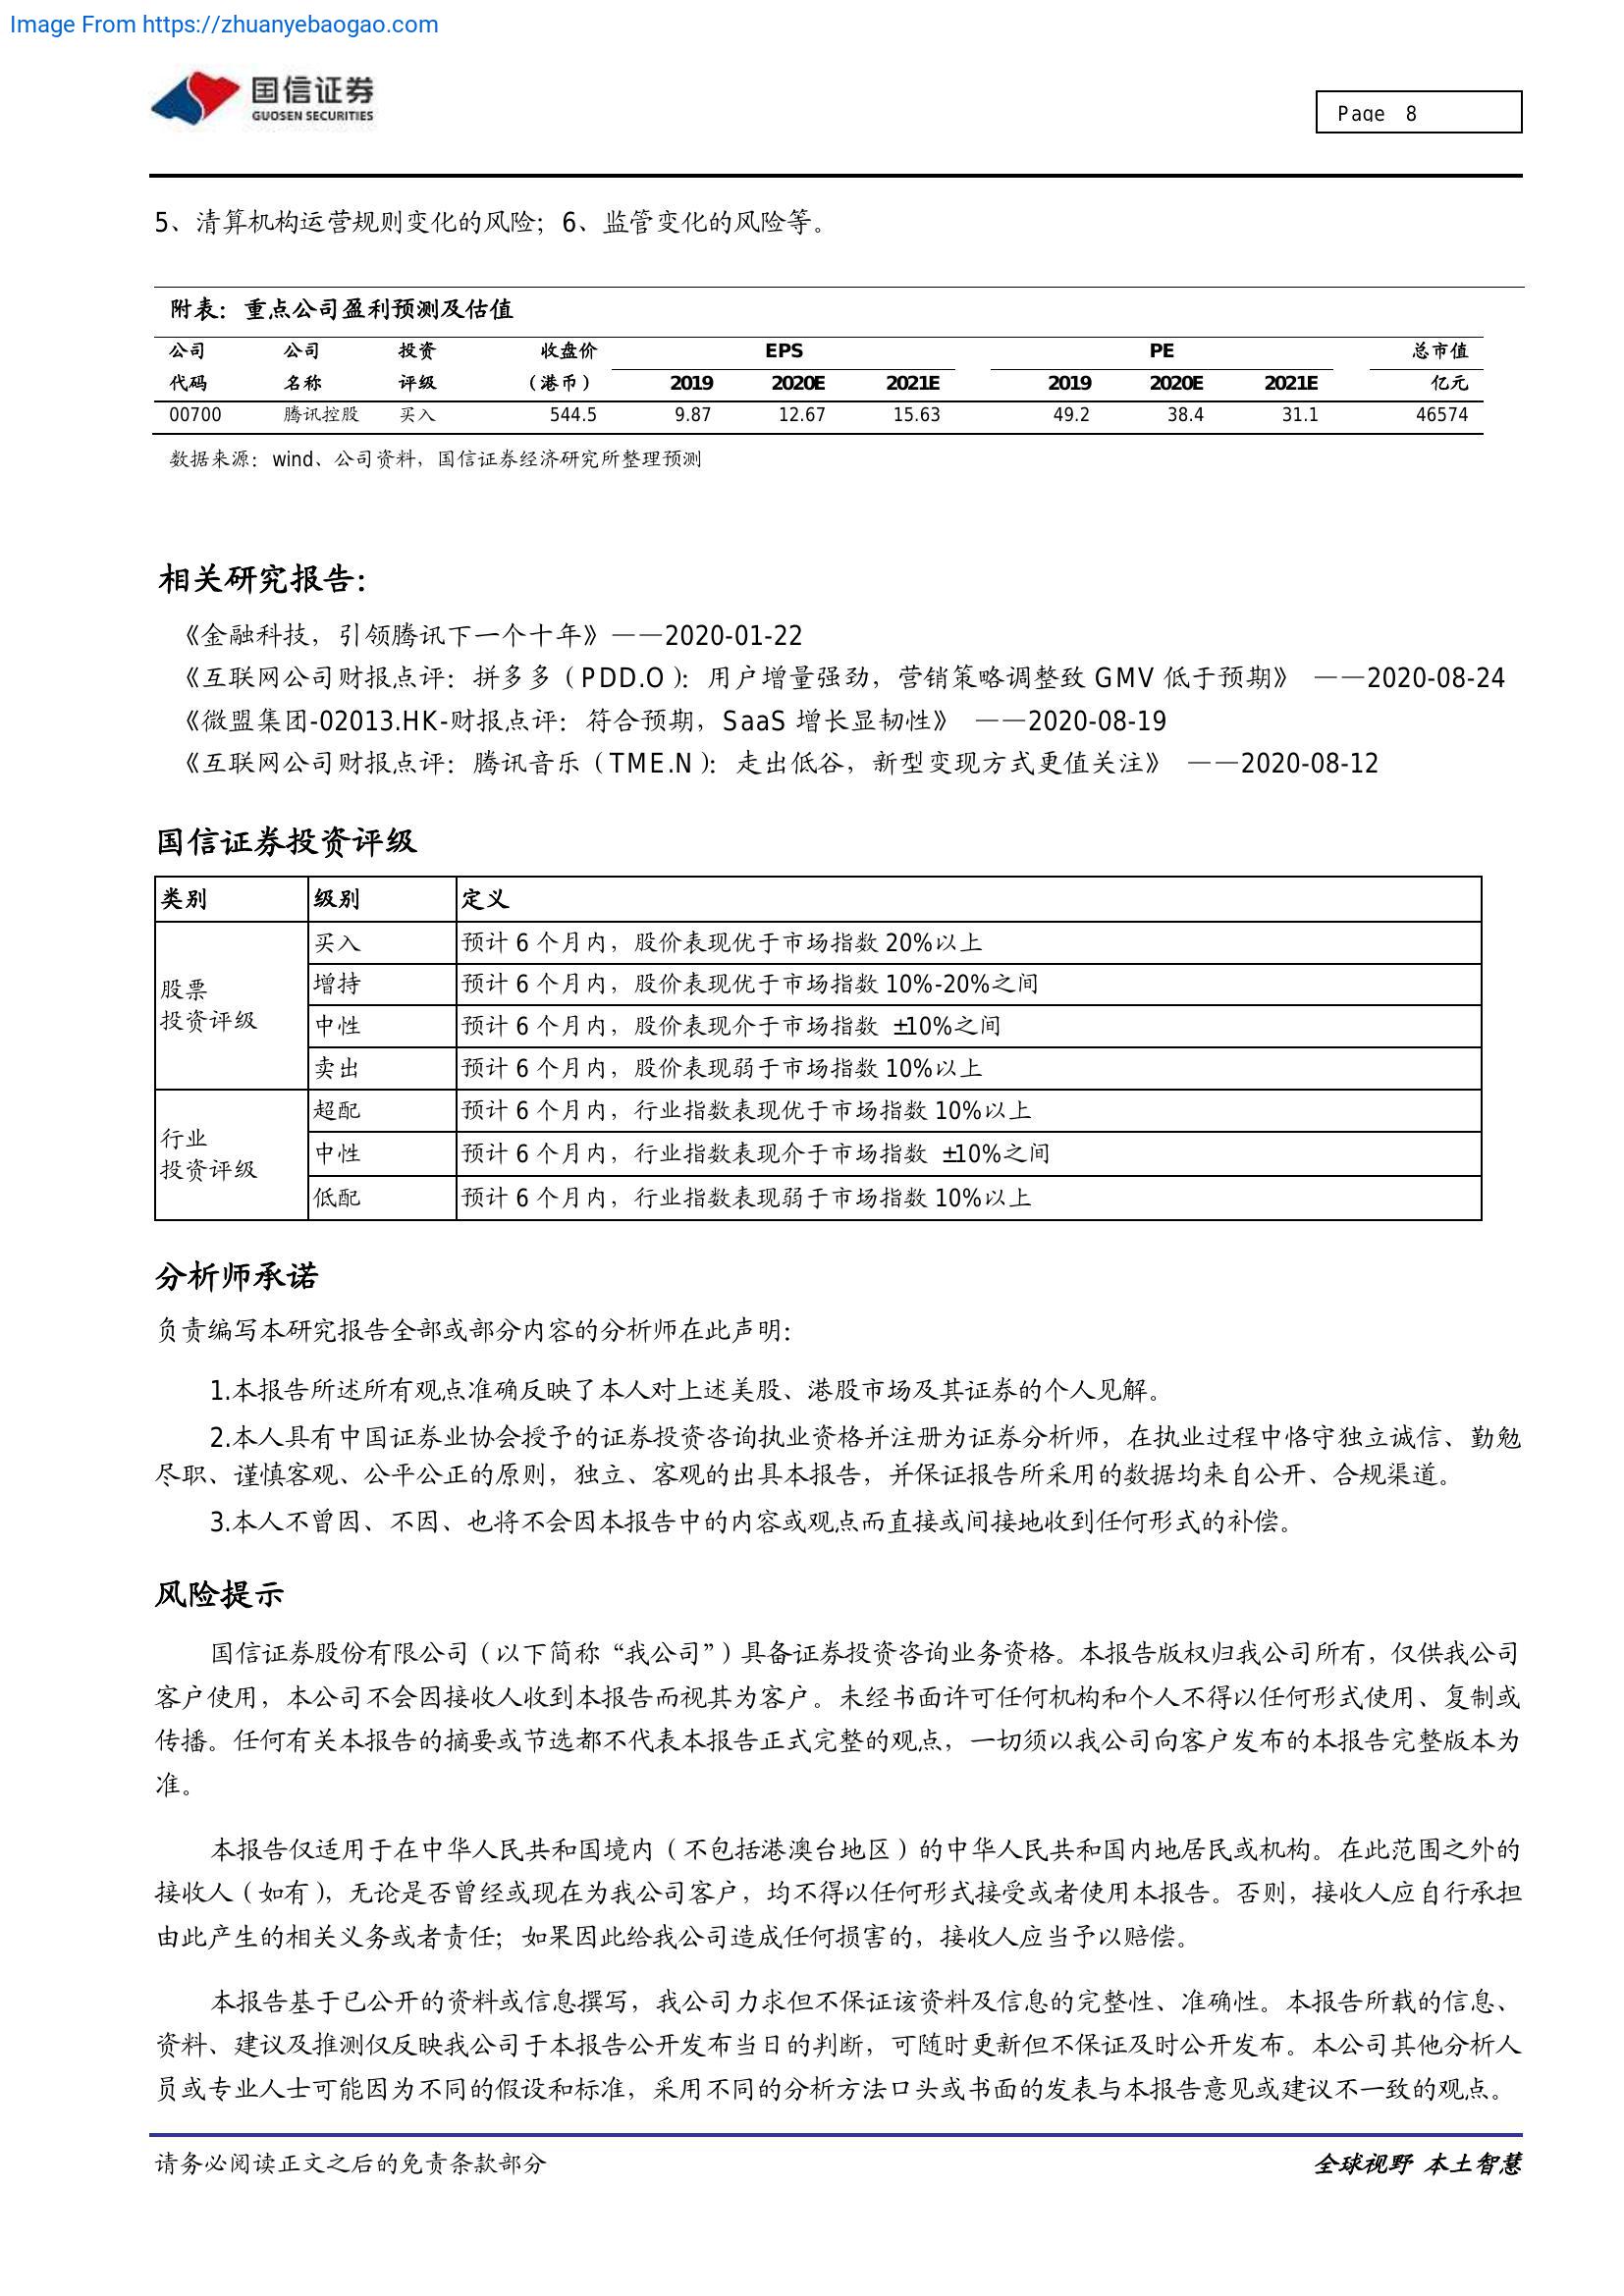 Image From https://zhuanyebaogao.com
国信证券
GUOSEN SECURITIES
Page 8
5、清算机构运营规则变化的风险；6、监管变化的风险等。
附表：重点公司盈利预测及估值
公司 公司 投资 收盘价 EPS PE 总市值
代码 名称 评级 （港币） 2019 2020E 2021E 2019 2020E 2021E 亿元
00700 腾讯控股 买入 544.5 9.87 12.67 15.63 49.2 38.4 31.1 46574
数据来源：wind、公司资料，国信证券经济研究所整理预测
相关研究报告：
《金融科技，引领腾讯下一个十年》——2020-01-22
《互联网公司财报点评：拼多多（PDD.O）：用户增量强劲，营销策略调整致 GMV 低于预期》 ——2020-08-24
《微盟集团-02013.HK-财报点评：符合预期，SaaS 增长显韧性》 ——2020-08-19
《互联网公司财报点评：腾讯音乐（TME.N）：走出低谷，新型变现方式更值关注》 ——2020-08-12
国信证券投资评级
类别 级别 定义
股票
投资评级
买入 预计 6 个月内，股价表现优于市场指数 20%以上
增持 预计 6 个月内，股价表现优于市场指数 10%-20%之间
中性 预计 6 个月内，股价表现介于市场指数 ±10%之间
卖出 预计 6 个月内，股价表现弱于市场指数 10%以上
行业
投资评级
超配 预计 6 个月内，行业指数表现优于市场指数 10%以上
中性 预计 6 个月内，行业指数表现介于市场指数 ±10%之间
低配 预计 6 个月内，行业指数表现弱于市场指数 10%以上
分析师承诺
负责编写本研究报告全部或部分内容的分析师在此声明：
1.本报告所述所有观点准确反映了本人对上述美股、港股市场及其证券的个人见解。
2.本人具有中国证券业协会授予的证券投资咨询执业资格并注册为证券分析师，在执业过程中恪守独立诚信、勤勉
尽职、谨慎客观、公平公正的原则，独立、客观的出具本报告，并保证报告所采用的数据均来自公开、合规渠道。
3.本人不曾因、不因、也将不会因本报告中的内容或观点而直接或间接地收到任何形式的补偿。
风险提示
国信证券股份有限公司（以下简称“我公司”）具备证券投资咨询业务资格。本报告版权归我公司所有，仅供我公司
客户使用，本公司不会因接收人收到本报告而视其为客户。未经书面许可任何机构和个人不得以任何形式使用、复制或
传播。任何有关本报告的摘要或节选都不代表本报告正式完整的观点，一切须以我公司向客户发布的本报告完整版本为
准。
本报告仅适用于在中华人民共和国境内（不包括港澳台地区）的中华人民共和国内地居民或机构。在此范围之外的
接收人（如有），无论是否曾经或现在为我公司客户，均不得以任何形式接受或者使用本报告。否则，接收人应自行承担
由此产生的相关义务或者责任；如果因此给我公司造成任何损害的，接收人应当予以赔偿。
本报告基于已公开的资料或信息撰写，我公司力求但不保证该资料及信息的完整性、准确性。本报告所载的信息、
资料、建议及推测仅反映我公司于本报告公开发布当日的判断，可随时更新但不保证及时公开发布。本公司其他分析人
员或专业人士可能因为不同的假设和标准，采用不同的分析方法口头或书面的发表与本报告意见或建议不一致的观点。
请务必阅读正文之后的免责条款部分
全球视野 本土智慧